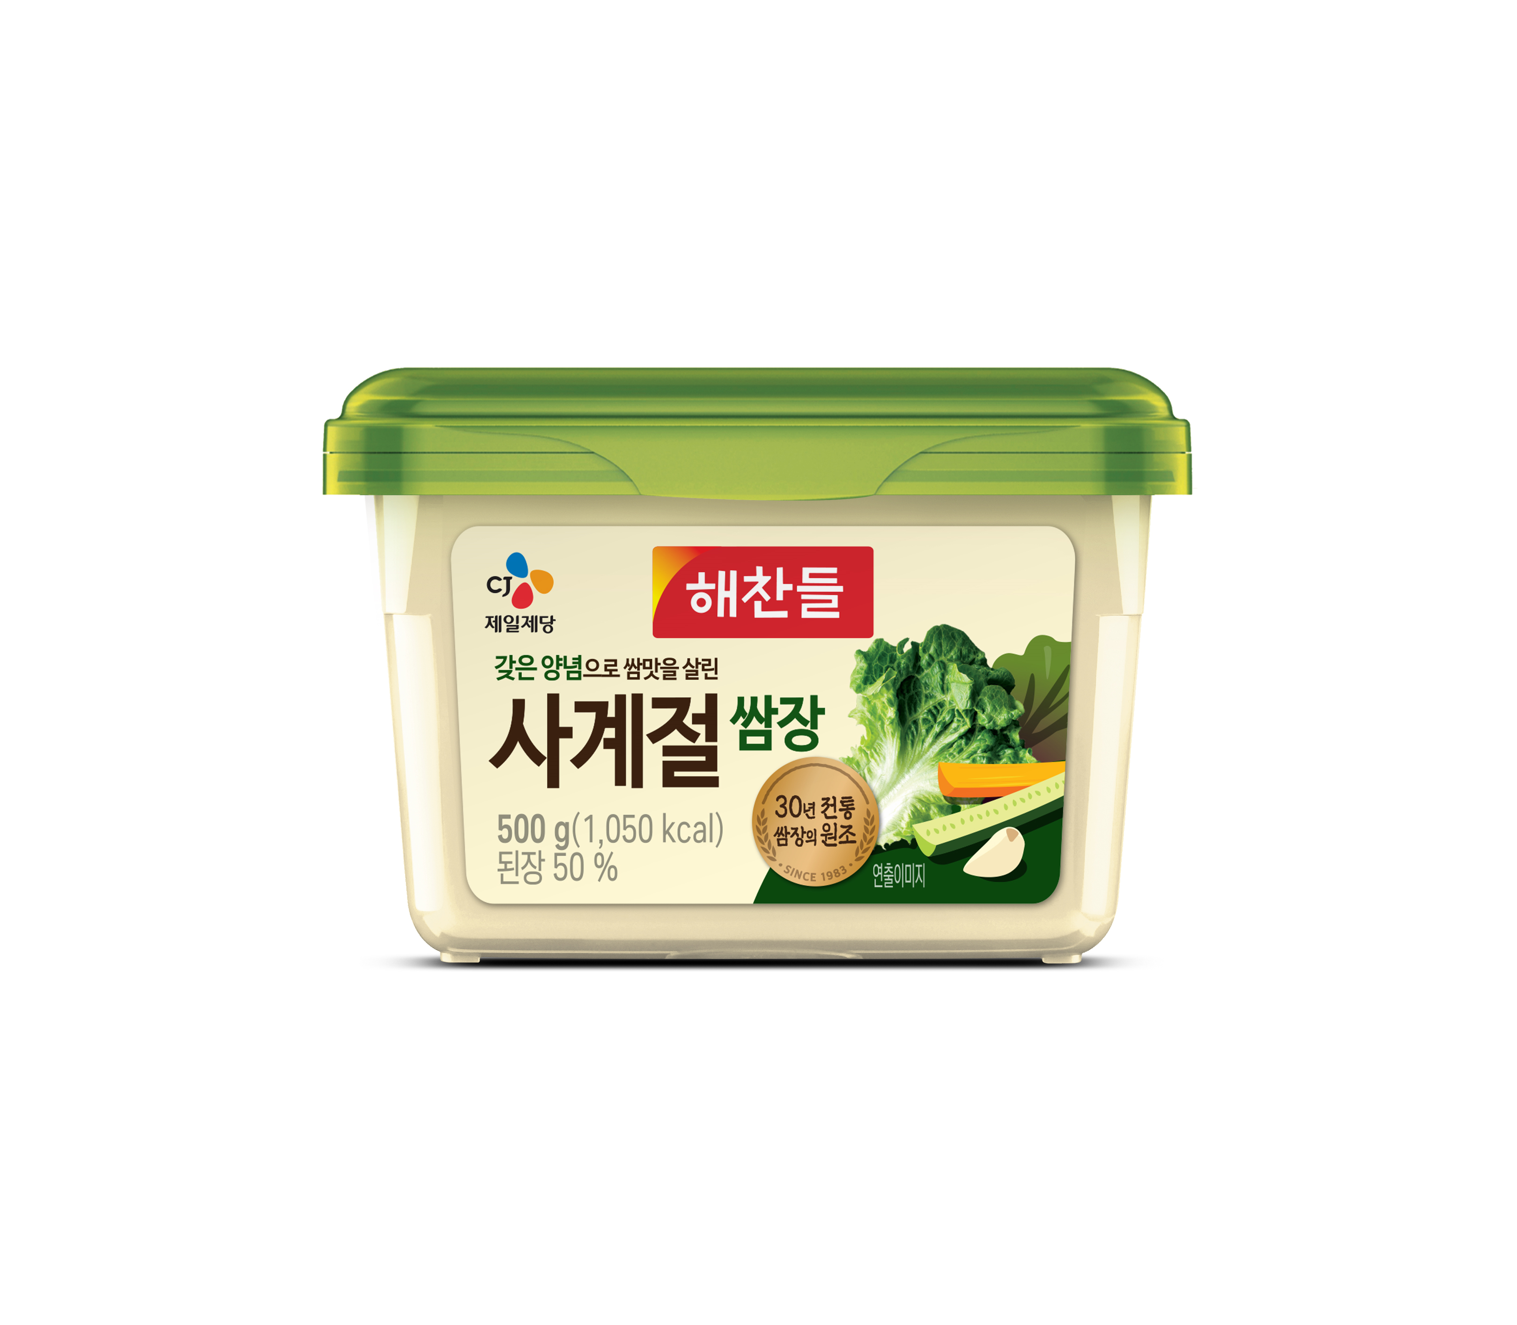 CJ
제일제당
해찬들
갖은 양념으로 쌈맛을 살린
사계절 쌈장
500 g(1,050 kcal)
된장 50 %
30년 전통
쌈장의 원조
SINCE 1983
연출이미지